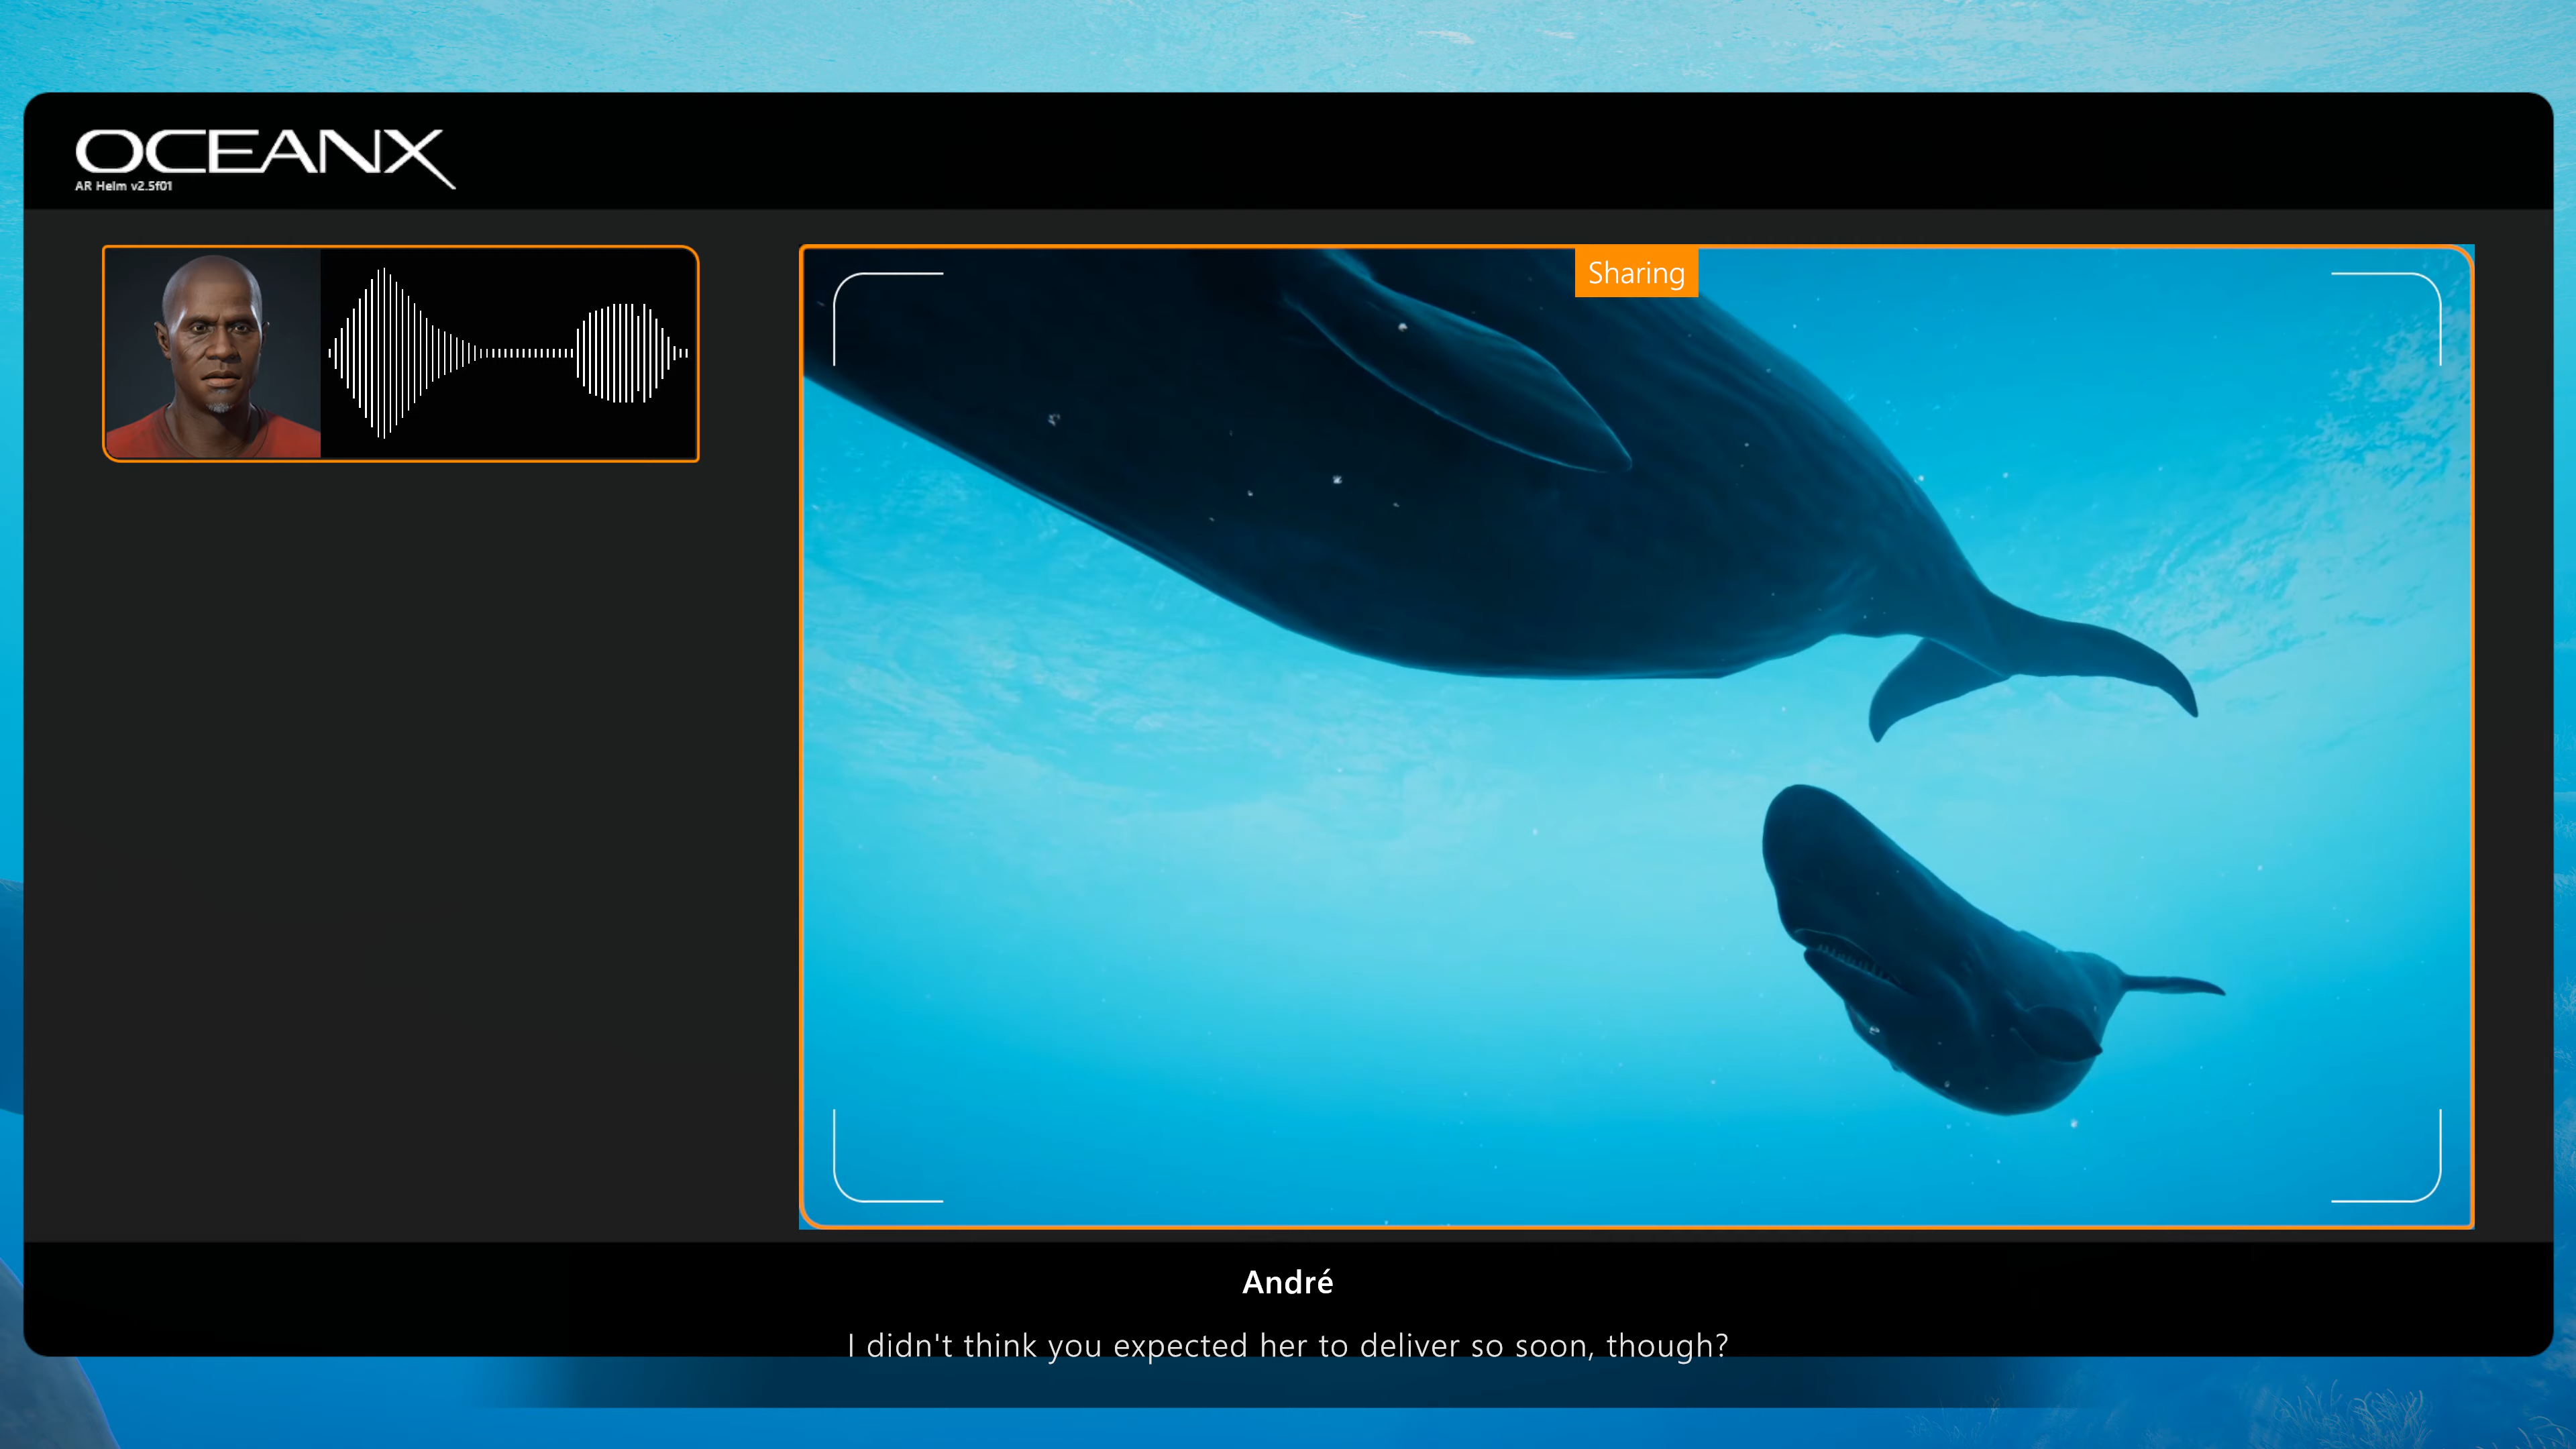 OCEANX
AR Helm v2.5f01
Sharing
André
I didn't think you expected her to deliver so soon, though?